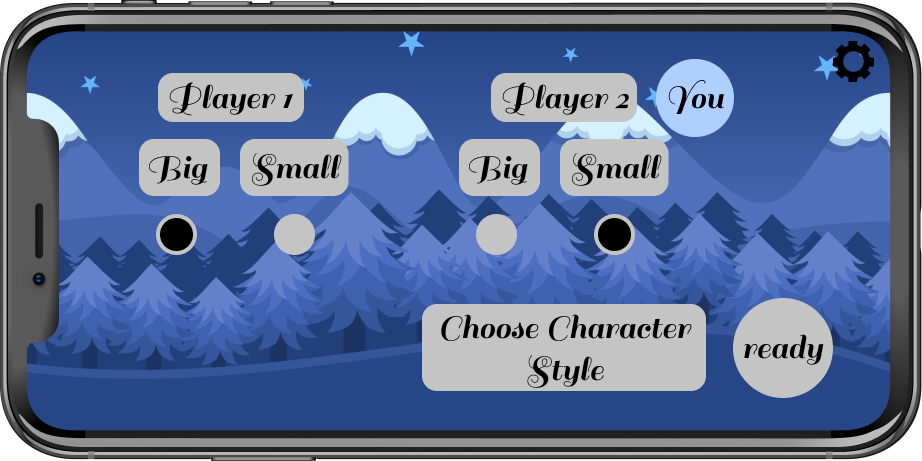 Player 1
Player 2
You
Big
Small
Big
Small
Choose Character
Style
ready